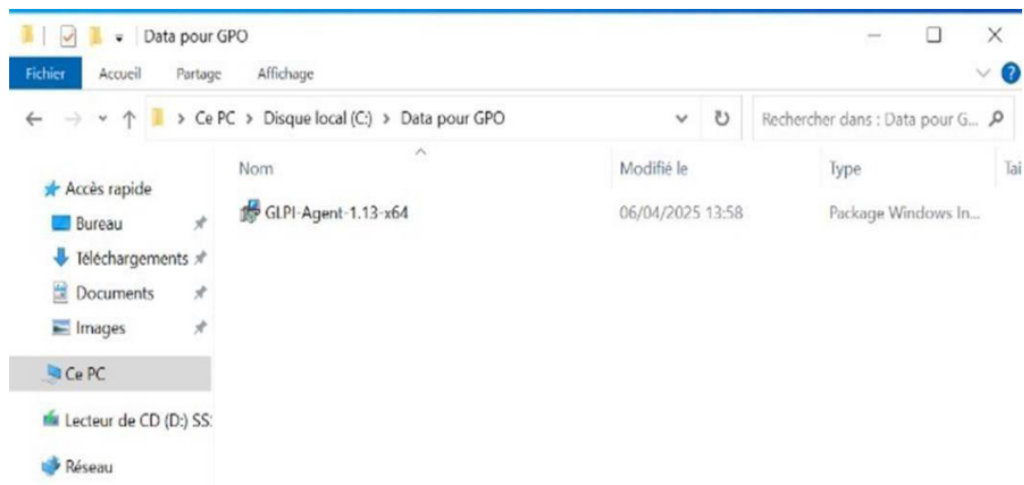 Data pour GPO
Fichier Accueil Partage Affichage
Ce PC > Disque local (C:) > Data pour GPO Rechercher dans : Data pour G...
Nom Modifié le Type Tai
GLPI-Agent-1.13-x64 06/04/2025 13:58 Package Windows In...
Accès rapide
Bureau
Téléchargements
Documents
Images
Ce PC
Lecteur de CD (D:) SS:
Réseau